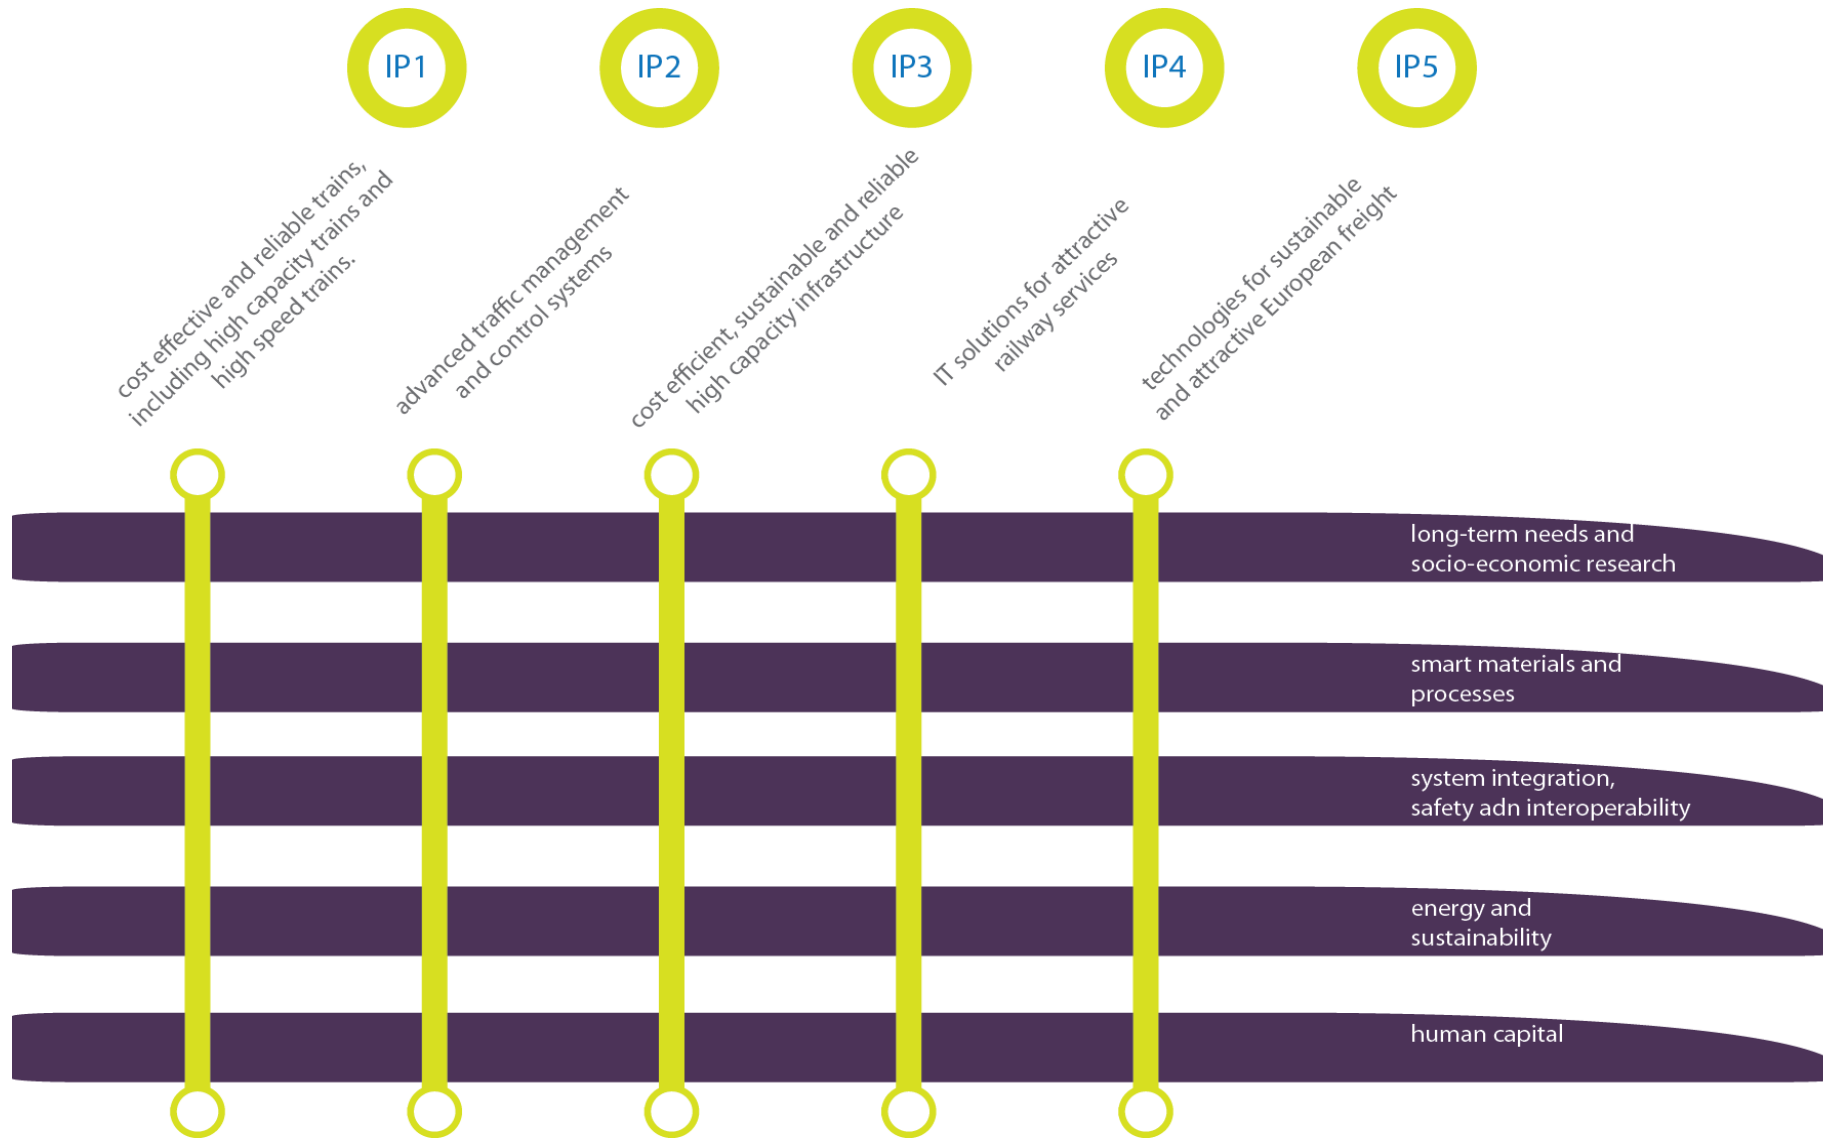 IP1
IP2
IP3
IP4
IP5
cost effective and reliable trains,
including high capacity trains and
high speed trains.
advanced traffic management
and control systems
cost efficient, sustainable and reliable
high capacity infrastructure
IT solutions for attractive
railway services
technologies for sustainable
and attractive European freight
long-term needs and
socio-economic research
smart materials and
processes
system integration,
safety adn interoperability
energy and
sustainability
human capital